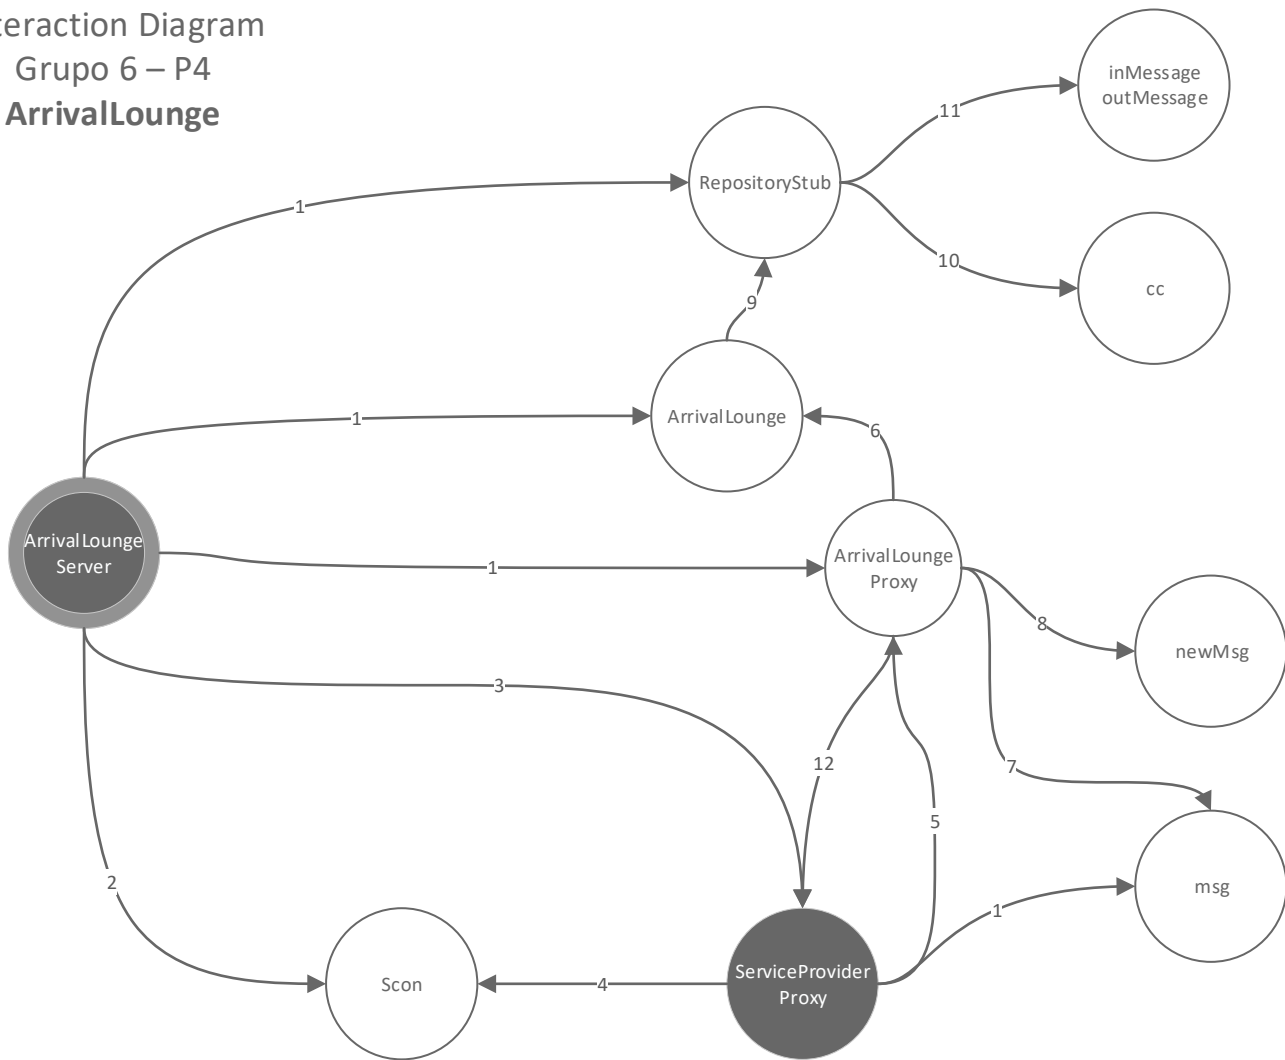 teraction Diagram
Grupo 6 – P4
ArrivalLounge
inMessage
outMessage
11
RepositoryStub
1
10
cc
9
ArrivalLounge
1
6
ArrivalLounge
Server
ArrivalLounge
Proxy
1
8
newMsg
3
12
7
5
2
1
msg
Scon
4
ServiceProvider
Proxy